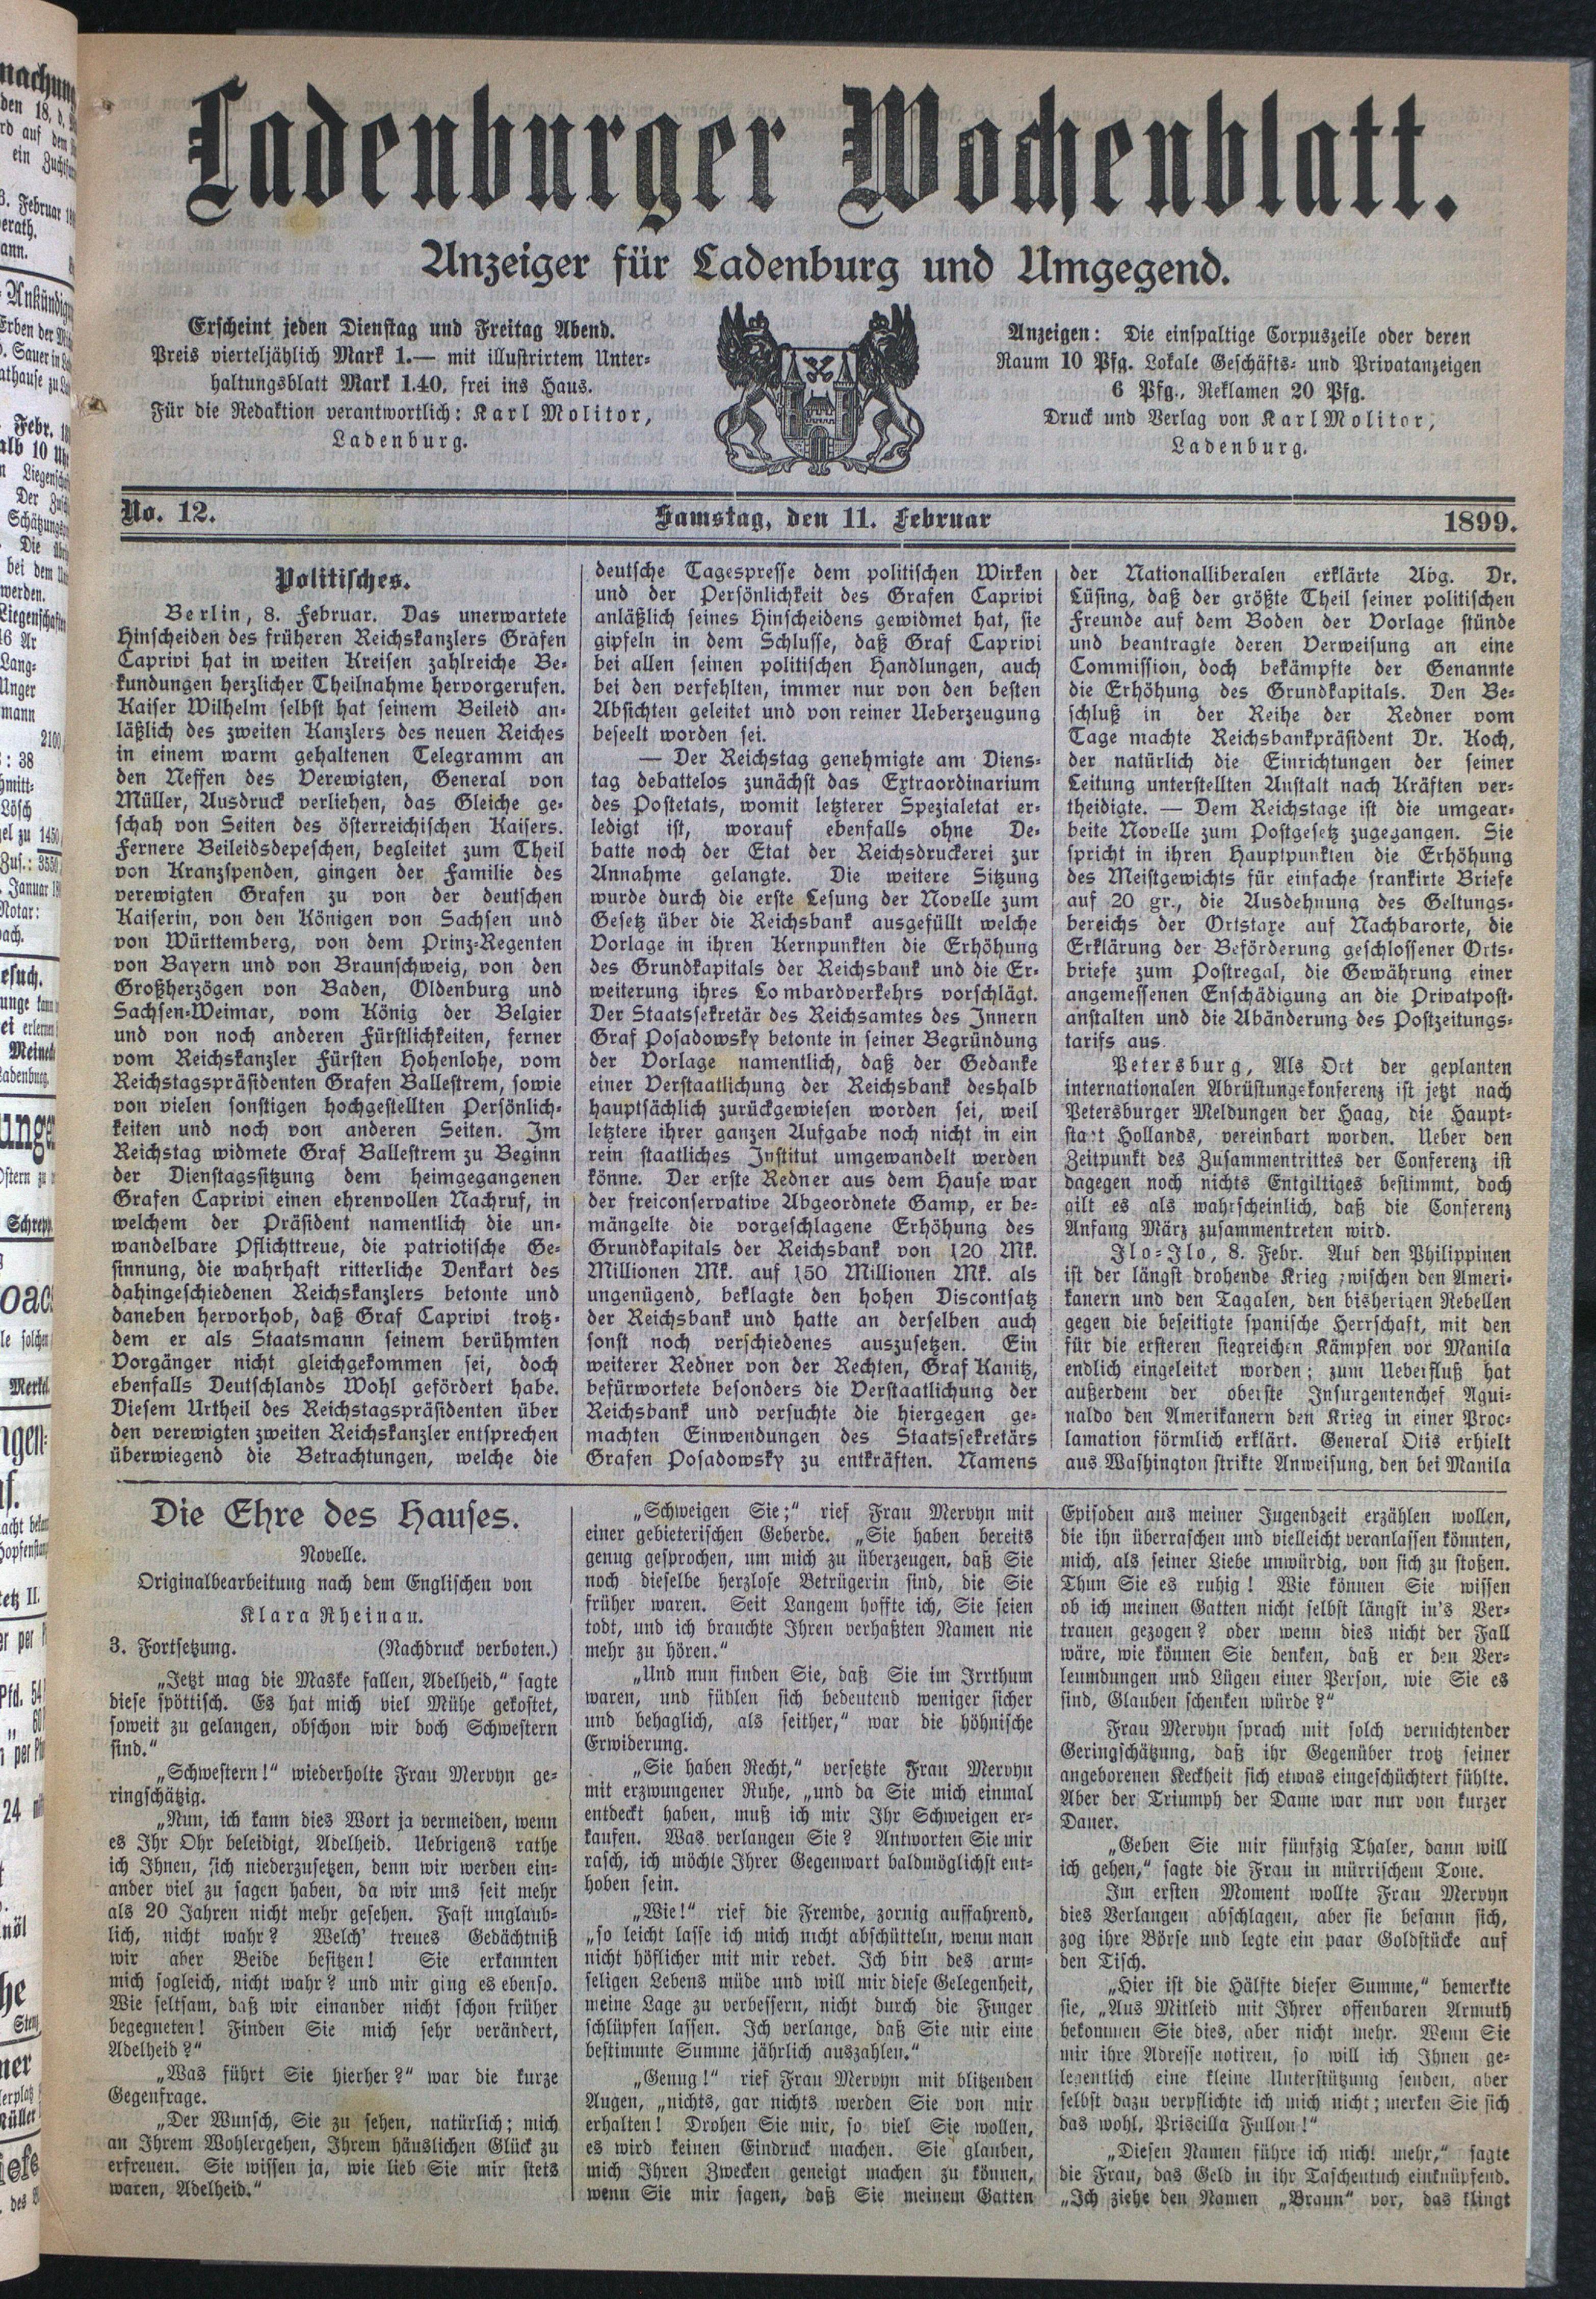 Ladenburger Wochenblatt.
Anzeiger für Ladenburg und Umgegend.
Erscheint jeden Dienstag und Freitag Abend.
Preis vierteljählich Mark 1.— mit illustrirtem Unter-
haltungsblatt Mark 1.40, frei ins Haus.
Für die Redaktion verantwortlich: Karl Molitor,
Ladenburg.
Anzeigen: Die einspaltige Corpuszeile oder deren
Raum 10 Pfg. Lokale Geschäfts- und Privatanzeigen
6 Pfg., Reklamen 20 Pfg.
Druck und Verlag von Karl Molitor,
Ladenburg.
No. 12.
Samstag, den 11. Februar
1899.
Politisches.
Berlin, 8. Februar. Das unerwartete
Hinscheiden des früheren Reichskanzlers Grafen
Caprivi hat in weiten Kreisen zahlreiche Be-
kundungen herzlicher Theilnahme hervorgerufen.
Kaiser Wilhelm selbst hat seinem Beileid an-
läßlich des zweiten Kanzlers des neuen Reiches
in einem warm gehaltenen Telegramm an
den Neffen des Verewigten, General von
Müller, Ausdruck verliehen, das Gleiche ge-
schah von Seiten des österreichischen Kaisers.
Fernere Beileidsdepeschen, begleitet zum Theil
von Kranzspenden, gingen der Familie des
verewigten Grafen zu von der deutschen
Kaiserin, von den Königen von Sachsen und
von Württemberg, von dem Prinz-Regenten
von Bayern und von Braunschweig, von den
Großherzögen von Baden, Oldenburg und
Sachsen-Weimar, vom König der Belgier
und von noch anderen Fürstlichkeiten, ferner
vom Reichskanzler Fürsten Hohenlohe, vom
Reichstagspräsidenten Grafen Ballestrem, sowie
von vielen sonstigen hochgestellten Persönlich-
keiten und noch von anderen Seiten. Im
Reichstag widmete Graf Ballestrem zu Beginn
der Dienstagsitzung dem heimgegangenen
Grafen Caprivi einen ehrenvollen Nachruf, in
welchem der Präsident namentlich die un-
wandelbare Pflichttreue, die patriotische Ge-
sinnung, die wahrhaft ritterliche Denkart des
dahingeschiedenen Reichskanzlers betonte und
daneben hervorhob, daß Graf Caprivi trotz-
dem er als Staatsmann seinem berühmten
Vorgänger nicht gleichgekommen sei, doch
ebenfalls Deutschlands Wohl gefördert habe.
Diesem Urtheil des Reichstagspräsidenten über
den verewigten zweiten Reichskanzler entsprechen
überwiegend die Betrachtungen, welche die
deutsche Tagespresse dem politischen Wirken
und der Persönlichkeit des Grafen Caprivi
anläßlich seines Hinscheidens gewidmet hat, sie
gipfeln in dem Schlusse, daß Graf Caprivi
bei allen seinen politischen Handlungen, auch
bei den verfehlten, immer nur von den besten
Absichten geleitet und von reiner Ueberzeugung
beseelt worden sei.
— Der Reichstag genehmigte am Diens-
tag debattelos zunächst das Extraordinarium
des Postetats, womit letzterer Spezialetat er-
ledigt ist, worauf ebenfalls ohne De-
batte noch der Etat der Reichsdruckerei zur
Annahme gelangte. Die weitere Sitzung
wurde durch die erste Lesung der Novelle zum
Gesetz über die Reichsbank ausgefüllt welche
Vorlage in ihren Kernpunkten die Erhöhung
des Grundkapitals der Reichsbank und die Er-
weiterung ihres Lombardverkehrs vorschlägt.
Der Staatssekretär des Reichsamtes des Innern
Graf Posadowsky betonte in seiner Begründung
der Vorlage namentlich, daß der Gedanke
einer Verstaatlichung der Reichsbank deshalb
hauptsächlich zurückgewiesen worden sei, weil
letztere ihrer ganzen Aufgabe noch nicht in ein
rein staatliches Institut umgewandelt werden
könne. Der erste Redner aus dem Hause war
der freiconservative Abgeordnete Gamp, er be-
mängelte die vorgeschlagene Erhöhung des
Grundkapitals der Reichsbank von 120 Mk.
Millionen Mk. auf 150 Millionen Mk. als
ungenügend, beklagte den hohen Discontsatz
der Reichsbank und hatte an derselben auch
sonst noch verschiedenes auszusetzen. Ein
weiterer Redner von der Rechten, Graf Kanitz,
befürwortete besonders die Verstaatlichung der
Reichsbank und versuchte die hiergegen ge-
machten Einwendungen des Staatssekretärs
Grafen Posadowsky zu entkräften. Namens
der Nationalliberalen erklärte Abg. Dr.
Lüsing, daß der größte Theil seiner politischen
Freunde auf dem Boden der Vorlage stünde
und beantragte deren Verweisung an eine
Commission, doch bekämpfte der Genannte
die Erhöhung des Grundkapitals. Den Be-
schluß in der Reihe der Redner vom
Tage machte Reichsbankpräsident Dr. Koch,
der natürlich die Einrichtungen der seiner
Leitung unterstellten Anstalt nach Kräften ver-
theidigte. — Dem Reichstage ist die umgear-
beite Novelle zum Postgesetz zugegangen. Sie
spricht in ihren Hauptpunkten die Erhöhung
des Meistgewichts für einfache frankirte Briefe
auf 20 gr., die Ausdehnung des Geltungs-
bereichs der Ortstaxe auf Nachbarorte, die
Erklärung der Beförderung geschlossener Orts-
briefe zum Postregal, die Gewährung einer
angemessenen Enschädigung an die Privatpost-
anstalten und die Abänderung des Postzeitungs-
tarifs aus.
Petersburg, Als Ort der geplanten
internationalen Abrüstungskonferenz ist jetzt nach
Petersburger Meldungen der Haag, die Haupt-
stadt Hollands, vereinbart worden. Ueber den
Zeitpunkt des Zusammentrittes der Conferenz ist
dagegen noch nichts Entgiltiges bestimmt, doch
gilt es als wahrscheinlich, daß die Conferenz
Anfang März zusammentreten wird.
Ilo-Ilo, 8. Febr. Auf den Philippinen
ist der längst drohende Krieg zwischen den Ameri-
kanern und den Tagalen, den bisherigen Rebellen
gegen die beseitigte spanische Herrschaft, mit den
für die ersteren siegreichen Kämpfen vor Manila
endlich eingeleitet worden; zum Ueberfluß hat
außerdem der oberste Insurgentenchef Agui-
naldo den Amerikanern den Krieg in einer Proc-
lamation förmlich erklärt. General Otis erhielt
aus Washington strikte Anweisung, den bei Manila
Die Ehre des Hauses.
Novelle.
Originalbearbeitung nach dem Englischen von
Klara Rheinau.
3. Fortsetzung. (Nachdruck verboten.)
„Jetzt mag die Maske fallen, Adelheid,“ sagte
diese spöttisch. Es hat mich viel Mühe gekostet,
soweit zu gelangen, obschon wir doch Schwestern
sind.“
„Schwestern!“ wiederholte Frau Mervyn ge-
ringschätzig.
„Nun, ich kann dies Wort ja vermeiden, wenn
es Ihr Ohr beleidigt, Adelheid. Uebrigens rathe
ich Ihnen, sich niederzusetzen, denn wir werden ein-
ander viel zu sagen haben, da wir uns seit mehr
als 20 Jahren nicht mehr gesehen. Fast unglaub-
lich, nicht wahr? Welch' treues Gedächtniß
wir aber Beide besitzen! Sie erkannten
mich sogleich, nicht wahr? und mir ging es ebenso.
Wie seltsam, daß wir einander nicht schon früher
begegneten! Finden Sie mich sehr verändert,
Adelheid?“
„Was führt Sie hierher?“ war die kurze
Gegenfrage.
„Der Wunsch, Sie zu sehen, natürlich; mich
an Ihrem Wohlergehen, Ihrem häuslichen Glück zu
erfreuen. Sie wissen ja, wie lieb Sie mir stets
waren, Adelheid.“
„Schweigen Sie;“ rief Frau Mervyn mit
einer gebieterischen Geberde. „Sie haben bereits
genug gesprochen, um mich zu überzeugen, daß Sie
noch dieselbe herzlose Betrügerin sind, die Sie
früher waren. Seit Langem hoffte ich, Sie seien
todt, und ich brauchte Ihren verhaßten Namen nie
mehr zu hören.“
„Und nun finden Sie, daß Sie im Irrthum
waren, und fühlen sich bedeutend weniger sicher
und behaglich, als seither,“ war die höhnische
Erwiderung.
„Sie haben Recht,“ versetzte Frau Mervyn
mit erzwungener Ruhe, „und da Sie mich einmal
entdeckt haben, muß ich mir Ihr Schweigen er-
kaufen. Was verlangen Sie? Antworten Sie mir
rasch, ich möchte Ihrer Gegenwart baldmöglichst ent-
hoben sein.
„Wie!“ rief die Fremde, zornig auffahrend,
„so leicht lasse ich mich nicht abschütteln, wenn man
nicht höflicher mit mir redet. Ich bin des arm-
seligen Lebens müde und will mir diese Gelegenheit,
meine Lage zu verbessern, nicht durch die Finger
schlüpfen lassen. Ich verlange, daß Sie mir eine
bestimmte Summe jährlich auszahlen.“
„Genug!“ rief Frau Mervyn mit blitzenden
Augen, „nichts, gar nichts werden Sie von mir
erhalten! Drohen Sie mir, so viel Sie wollen,
es wird keinen Eindruck machen. Sie glauben,
mich Ihren Zwecken geneigt machen zu können,
wenn Sie mir sagen, daß Sie meinem Gatten
Episoden aus meiner Jugendzeit erzählen wollen,
die ihn überraschen und vielleicht veranlassen könnten,
mich, als seiner Liebe unwürdig, von sich zu stoßen.
Thun Sie es ruhig! Wie können Sie wissen
ob ich meinen Gatten nicht selbst längst in's Ver-
trauen gezogen? oder wenn dies nicht der Fall
wäre, wie können Sie denken, daß er den Ver-
leumdungen und Lügen einer Person, wie Sie es
sind, Glauben schenken würde?“
Frau Mervyn sprach mit solch vernichtender
Geringschätzung, daß ihr Gegenüber trotz seiner
angeborenen Keckheit sich etwas eingeschüchtert fühlte.
Aber der Triumph der Dame war nur von kurzer
Dauer.
„Geben Sie mir fünfzig Thaler, dann will
ich gehen,“ sagte die Frau in mürrischem Tone.
Im ersten Moment wollte Frau Mervyn
dies Verlangen abschlagen, aber sie besann sich,
zog ihre Börse und legte ein paar Goldstücke auf
den Tisch.
„Hier ist die Hälfte dieser Summe,“ bemerkte
sie, „Aus Mitleid mit Ihrer offenbaren Armuth
bekommen Sie dies, aber nicht mehr. Wenn Sie
mir ihre Adresse notiren, so will ich Ihnen ge-
legentlich eine kleine Unterstützung senden, aber
selbst dazu verpflichte ich mich nicht; merken Sie sich
das wohl, Priscilla Fullon!“
„Diesen Namen führe ich nicht mehr,“ sagte
die Frau, das Geld in ihr Taschentuch einknüpfend.
„Ich ziehe den Namen „Braun“ vor, das klingt